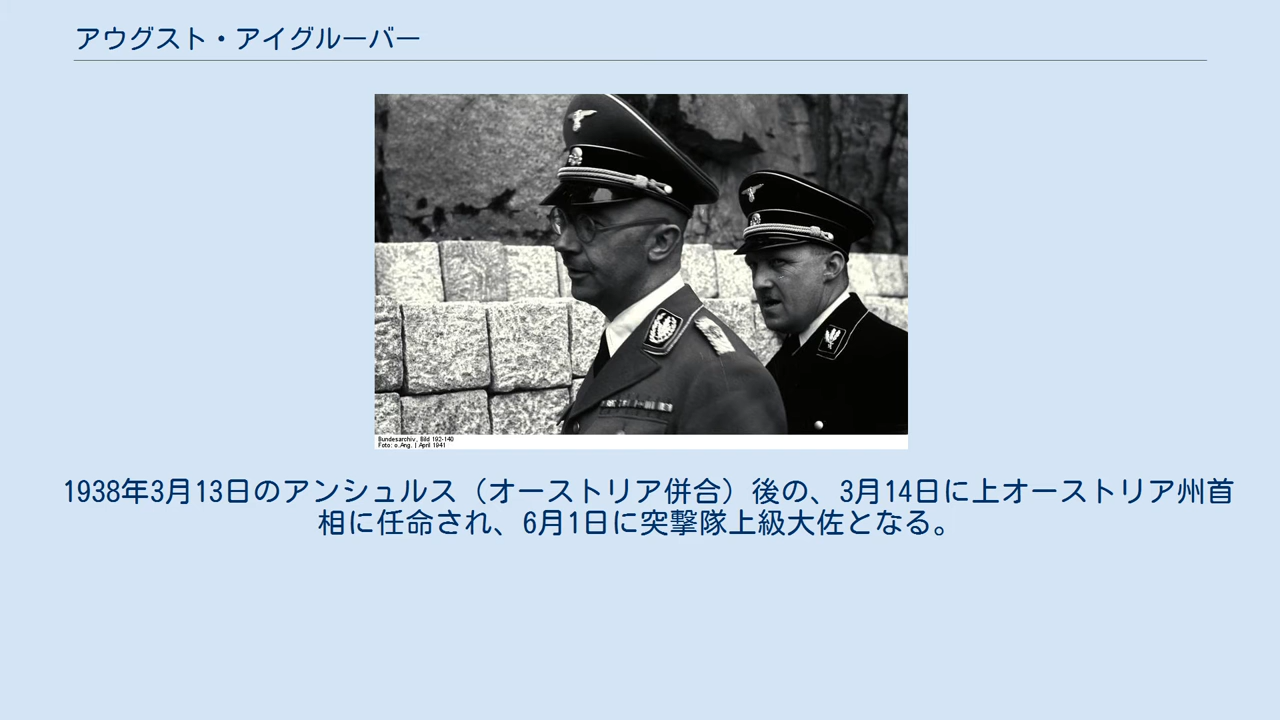 アウグスト・アイグルーバー
Bundesarchiv, Bild 192-140
Foto: o.Ang. | April 1941
1938年3月13日のアンシュルス（オーストリア併合）後の、3月14日に上オーストリア州首
相に任命され、6月1日に突撃隊上級大佐となる。